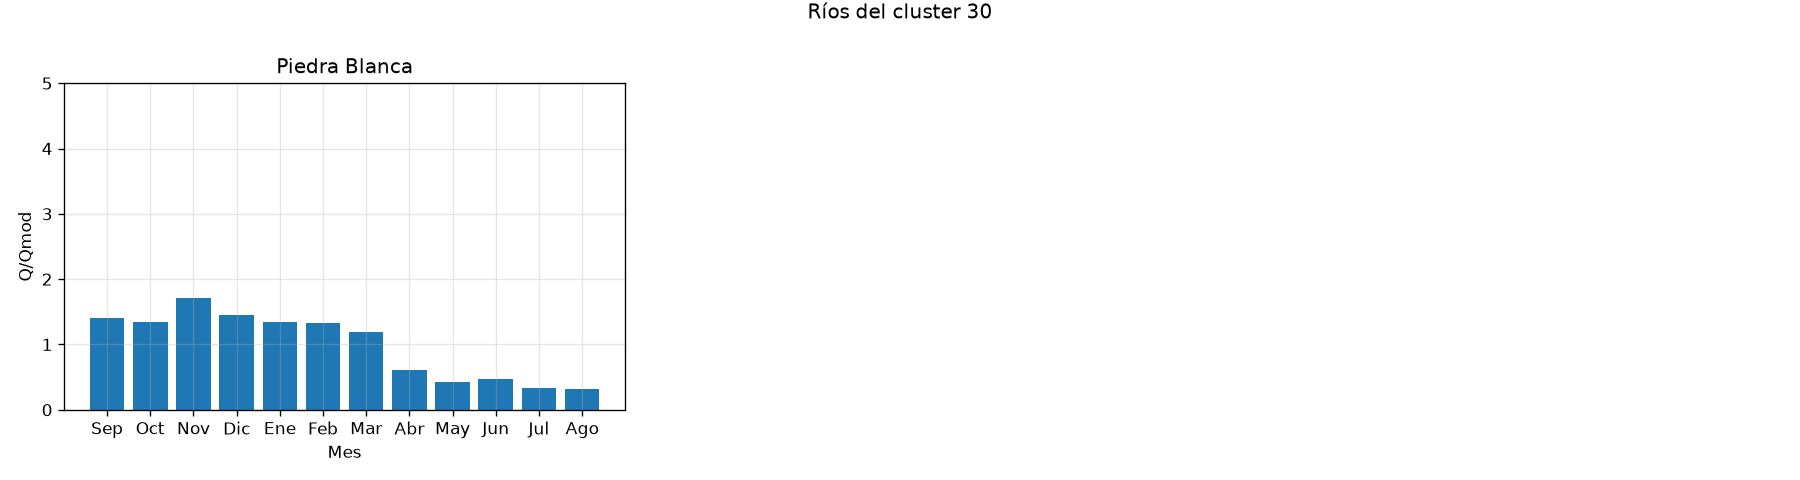 Ríos del cluster 30
Piedra Blanca
5
4
3
2
1
0
Q/Qmod
Sep Oct Nov Dic Ene Feb Mar Abr May Jun Jul Ago
Mes